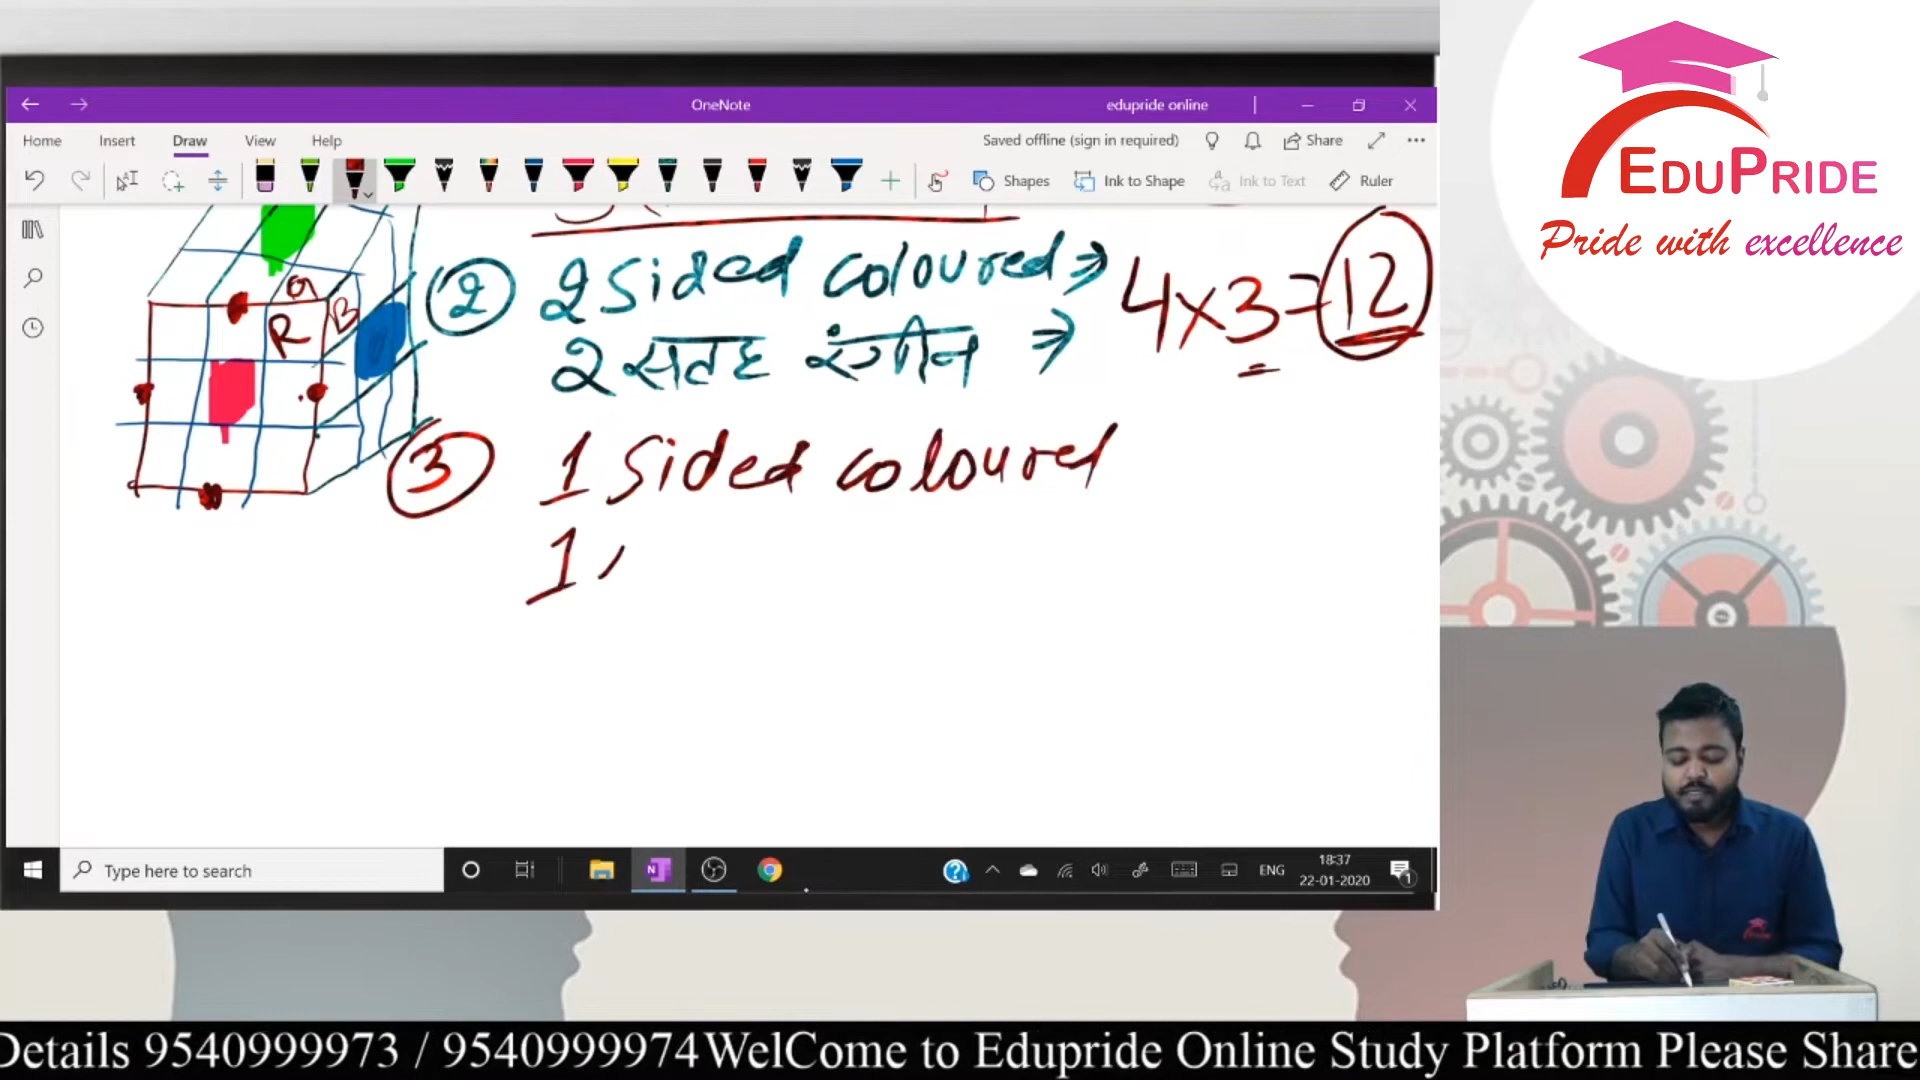 OneNote
edupride online
Home Insert Draw View Help
Saved offline (sign in required)
Share
Shapes
Ink to Shape
Ink to Text
Ruler
EDUPRIDE
Pride with excellence
G
R B
2 2 Sided coloured ⇒ 4×3=12
2 सतह रंगीन ⇒
3 1 Sided coloured
1
Type here to search
ENG
18:37
22-01-2020
1
Details 9540999973 / 9540999974 WelCome to Edupride Online Study Platform Please Share